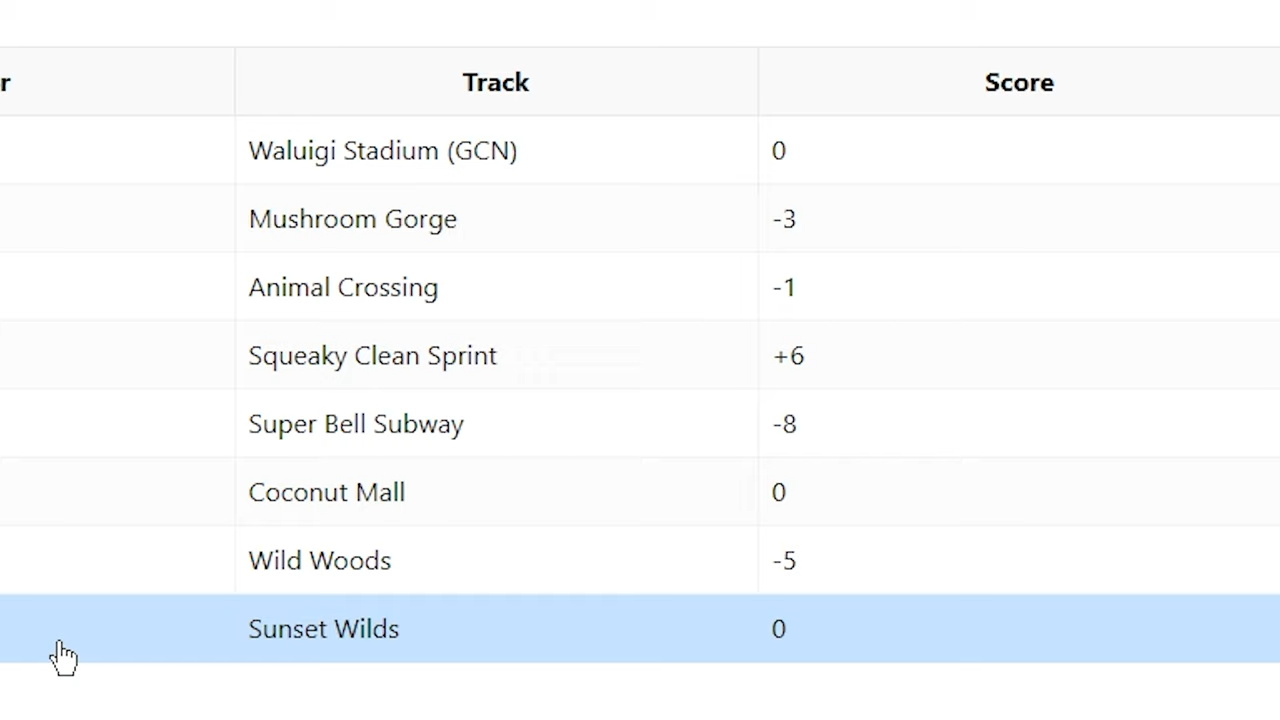 r Track Score
Waluigi Stadium (GCN) 0
Mushroom Gorge -3
Animal Crossing -1
Squeaky Clean Sprint +6
Super Bell Subway -8
Coconut Mall 0
Wild Woods -5
Sunset Wilds 0